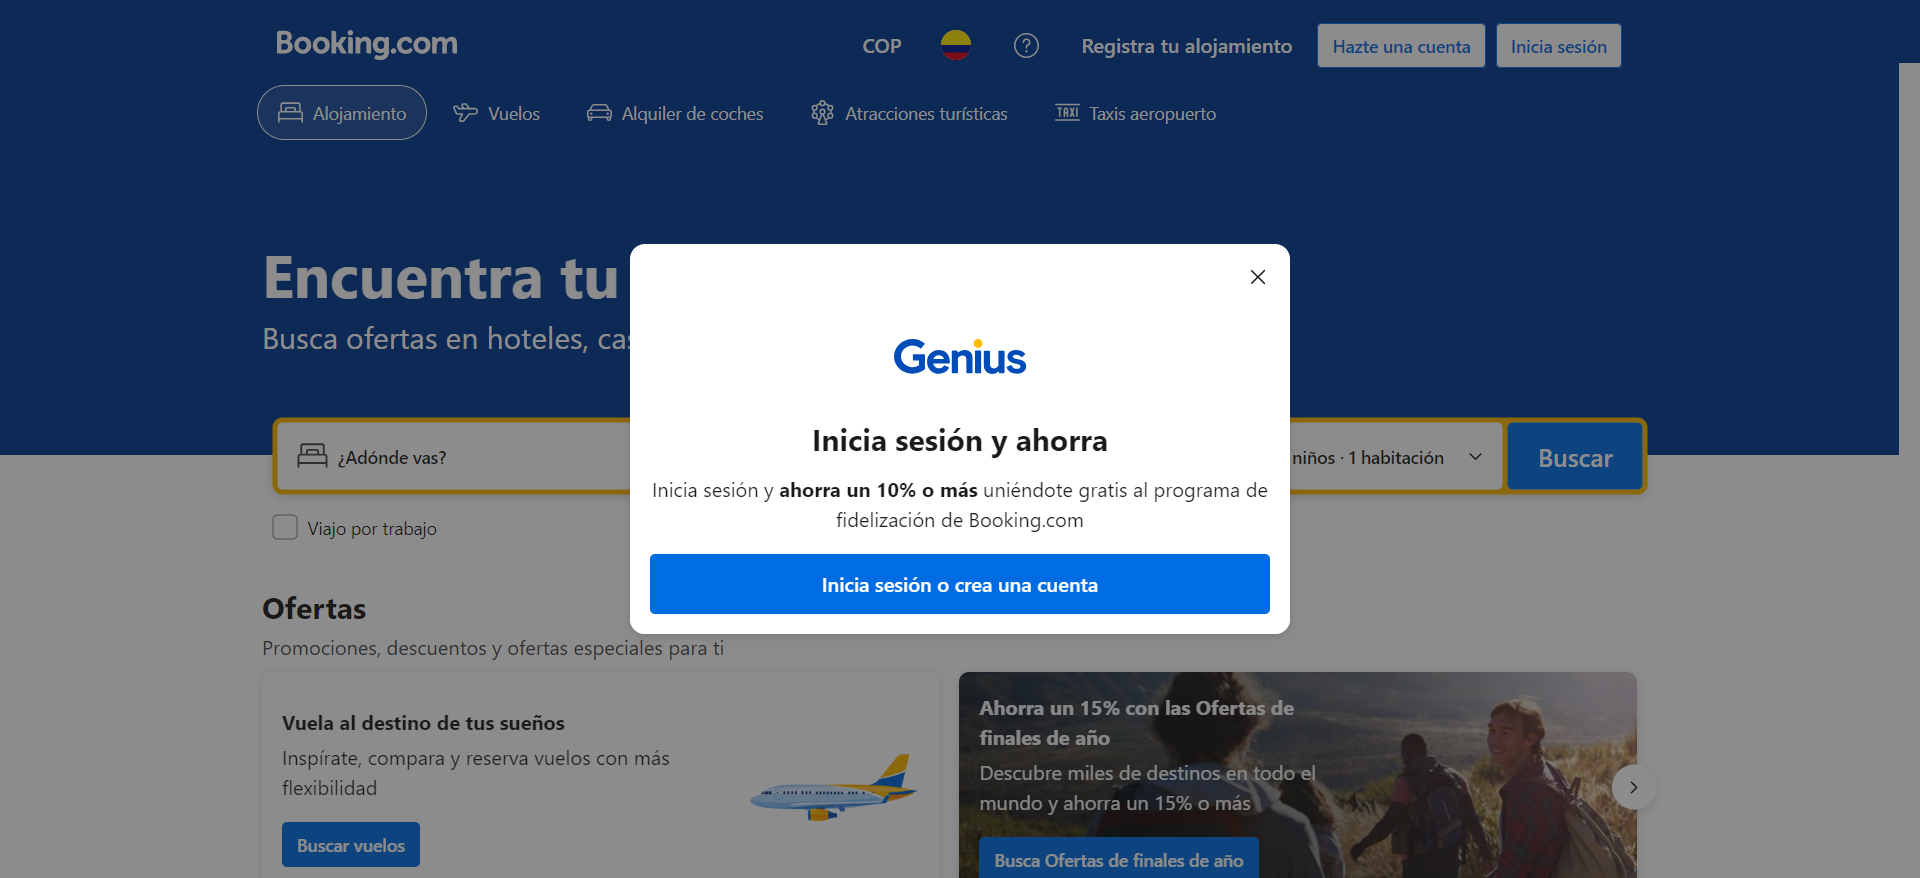 Booking.com
COP
Registra tu alojamiento
Hazte una cuenta
Inicia sesión
Alojamiento
Vuelos
Alquiler de coches
Atracciones turísticas
TAXI
Taxis aeropuerto
Encuentra tu
Busca ofertas en hoteles,
Genius
Inicia sesión y ahorra
Inicia sesión y ahorra un 10% o más uniéndote gratis al programa de
fidelización de Booking.com
Inicia sesión o crea una cuenta
¿Adónde vas?
niños · 1 habitación
Buscar
Viajo por trabajo
Ofertas
Promociones, descuentos y ofertas especiales para ti
Vuela al destino de tus sueños
Inspírate, compara y reserva vuelos con más
flexibilidad
Buscar vuelos
Ahorra un 15% con las Ofertas de
finales de año
Descubre miles de destinos en todo el
mundo y ahorra un 15% o más
Busca Ofertas de finales de año